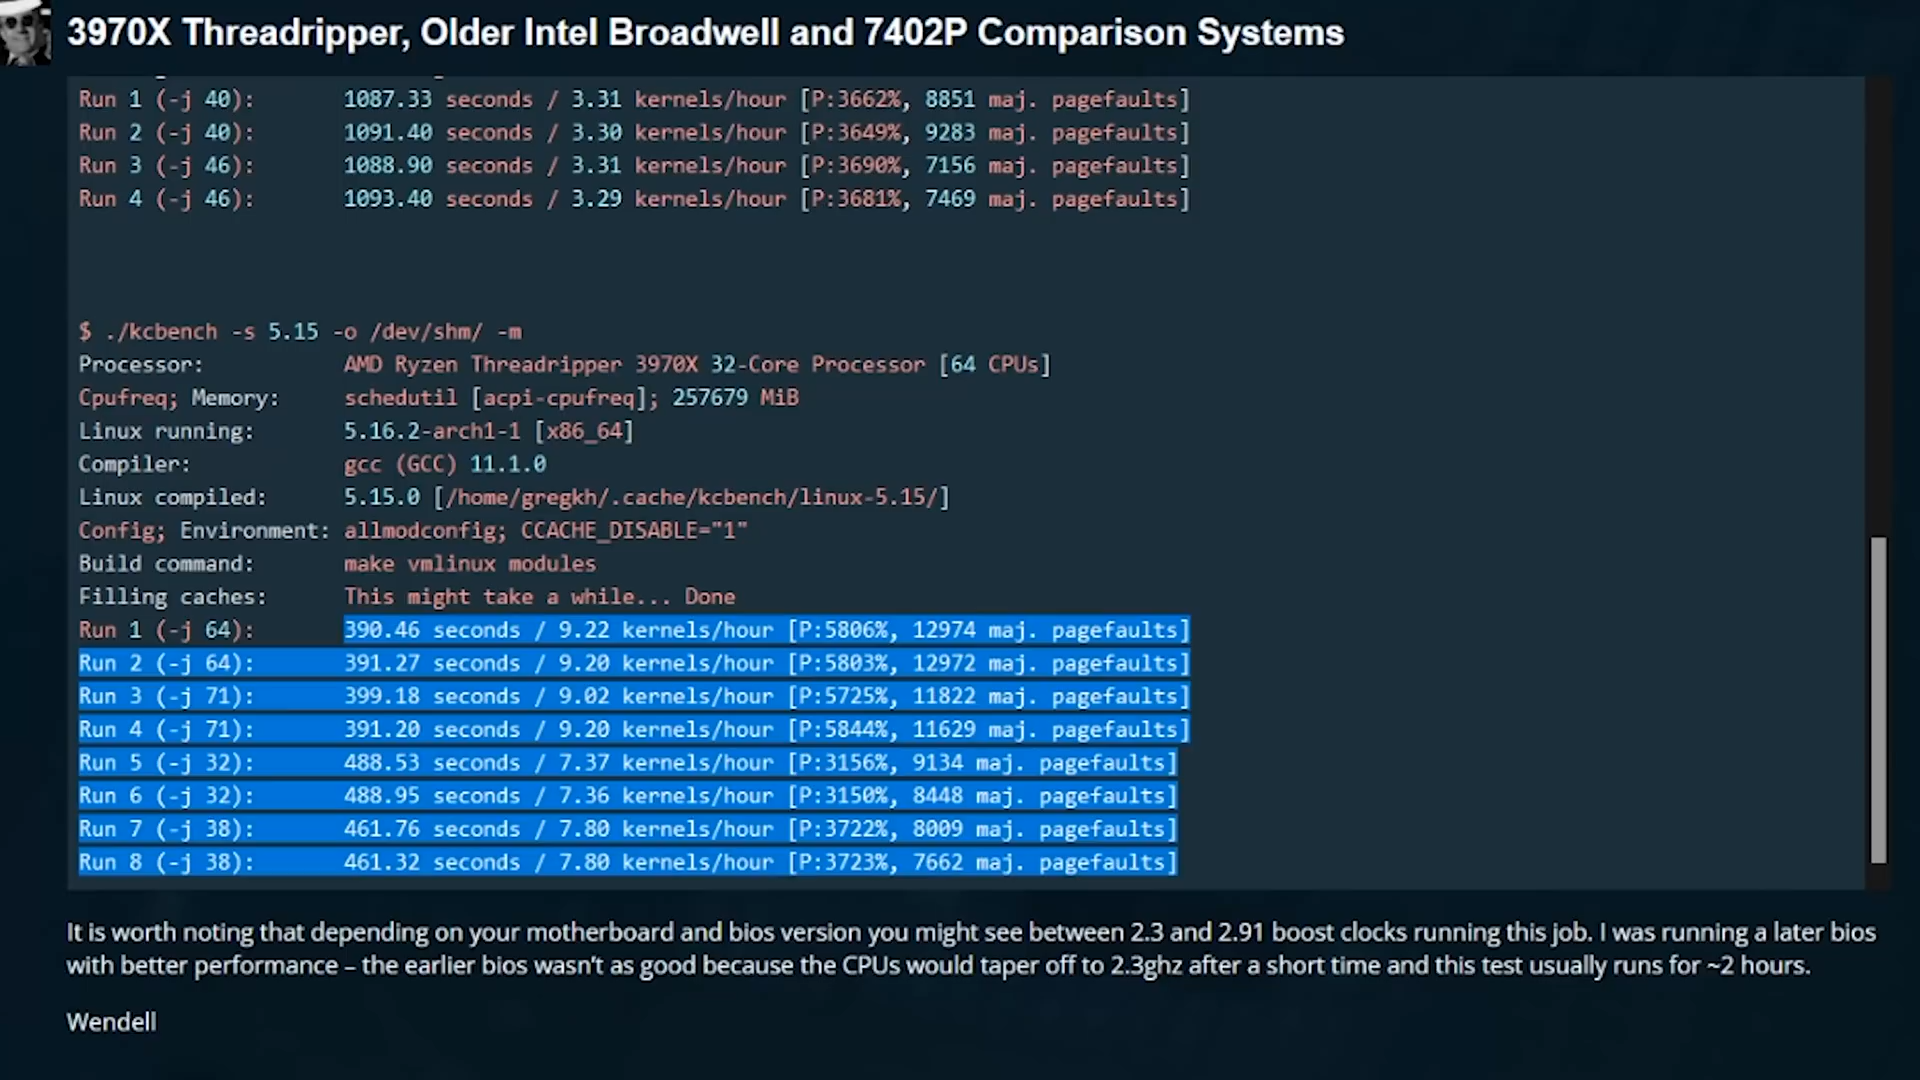 3970X Threadripper, Older Intel Broadwell and 7402P Comparison Systems
Run 1 (-j 40): 1087.33 seconds / 3.31 kernels/hour [P:3662%, 8851 maj. pagefaults]
Run 2 (-j 40): 1091.40 seconds / 3.30 kernels/hour [P:3649%, 9283 maj. pagefaults]
Run 3 (-j 46): 1088.90 seconds / 3.31 kernels/hour [P:3690%, 7156 maj. pagefaults]
Run 4 (-j 46): 1093.40 seconds / 3.29 kernels/hour [P:3681%, 7469 maj. pagefaults]
$ ./kcbench -s 5.15 -o /dev/shm/ -m
Processor: AMD Ryzen Threadripper 3970X 32-Core Processor [64 CPUs]
Cpufreq; Memory: schedutil [acpi-cpufreq]; 257679 MiB
Linux running: 5.16.2-arch1-1 [x86_64]
Compiler: gcc (GCC) 11.1.0
Linux compiled: 5.15.0 [/home/gregkh/.cache/kcbench/linux-5.15/]
Config; Environment: allmodconfig; CCACHE_DISABLE="1"
Build command: make vmlinux modules
Filling caches: This might take a while... Done
Run 1 (-j 64): 390.46 seconds / 9.22 kernels/hour [P:5806%, 12974 maj. pagefaults]
Run 2 (-j 64): 391.27 seconds / 9.20 kernels/hour [P:5803%, 12972 maj. pagefaults]
Run 3 (-j 71): 399.18 seconds / 9.02 kernels/hour [P:5725%, 11822 maj. pagefaults]
Run 4 (-j 71): 391.20 seconds / 9.20 kernels/hour [P:5844%, 11629 maj. pagefaults]
Run 5 (-j 32): 488.53 seconds / 7.37 kernels/hour [P:3156%, 9134 maj. pagefaults]
Run 6 (-j 32): 488.95 seconds / 7.36 kernels/hour [P:3150%, 8448 maj. pagefaults]
Run 7 (-j 38): 461.76 seconds / 7.80 kernels/hour [P:3722%, 8009 maj. pagefaults]
Run 8 (-j 38): 461.32 seconds / 7.80 kernels/hour [P:3723%, 7662 maj. pagefaults]
It is worth noting that depending on your motherboard and bios version you might see between 2.3 and 2.91 boost clocks running this job. I was running a later bios
with better performance – the earlier bios wasn't as good because the CPUs would taper off to 2.3ghz after a short time and this test usually runs for ~2 hours.
Wendell